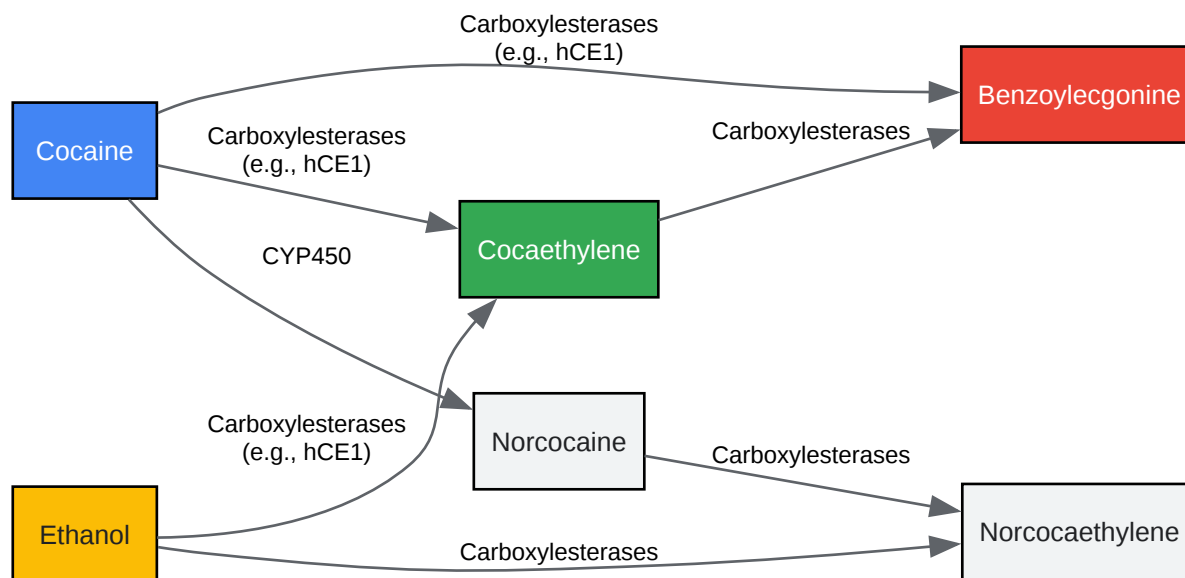 Carboxylesterases
(e.g., hCE1)
Benzoylecgonine
Cocaine
Carboxylesterases
(e.g., hCE1)
Carboxylesterases
Cocaethylene
CYP450
Carboxylesterases
(e.g., hCE1)
Norcocaine
Carboxylesterases
Ethanol
Carboxylesterases
Norcocaethylene